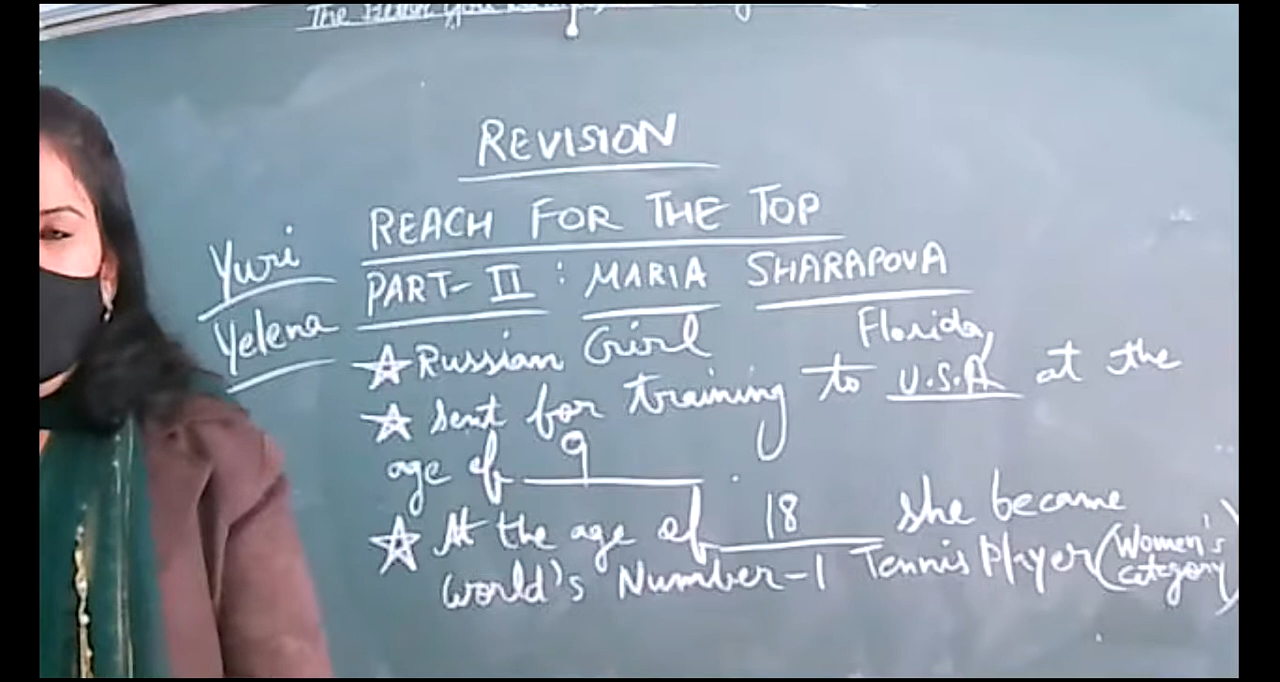 The
REVISION
REACH FOR THE TOP
Yuri
PART-II : MARIA SHARAPOVA
Yelena
☆ Russian Girl
Florida,
☆ Sent for training to U.S.A at the
age of 9.
☆ At the age of 18 she became
World's Number-1 Tennis Player (Women's
category)